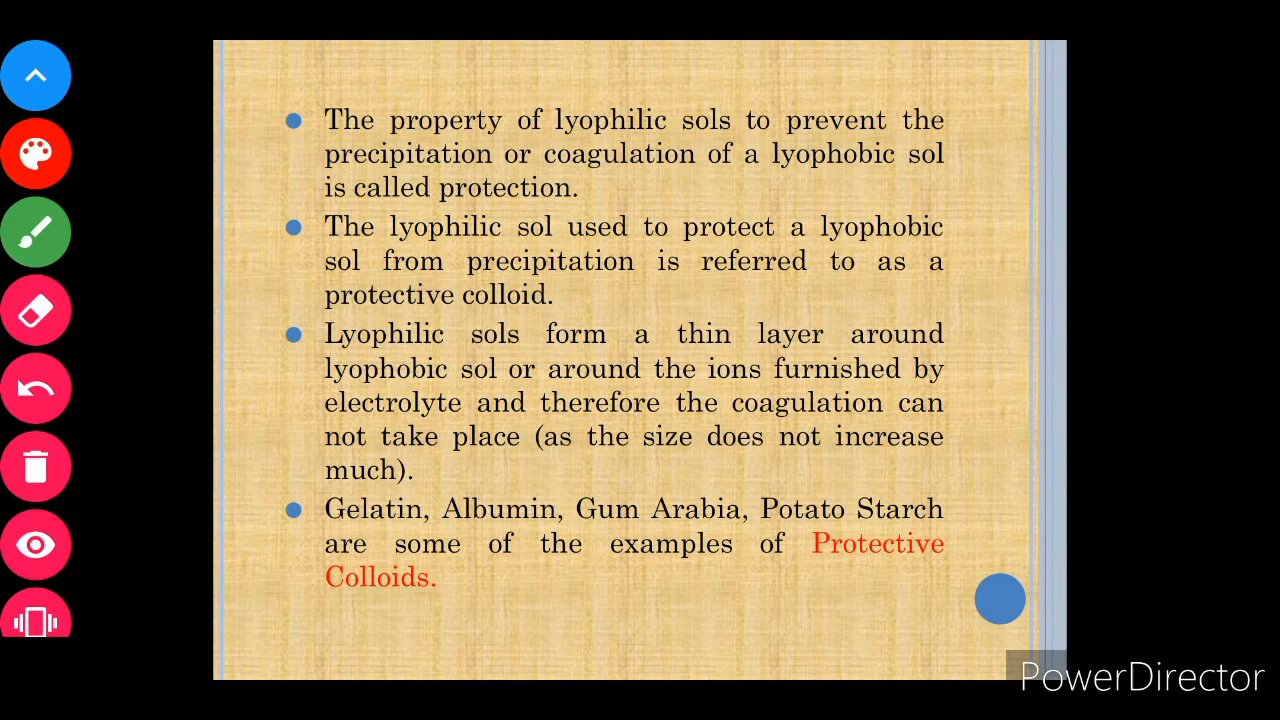 The property of lyophilic sols to prevent the
precipitation or coagulation of a lyophobic sol
is called protection.
The lyophilic sol used to protect a lyophobic
sol from precipitation is referred to as a
protective colloid.
Lyophilic sols form a thin layer around
lyophobic sol or around the ions furnished by
electrolyte and therefore the coagulation can
not take place (as the size does not increase
much).
Gelatin, Albumin, Gum Arabia, Potato Starch
are some of the examples of Protective
Colloids.
PowerDirector